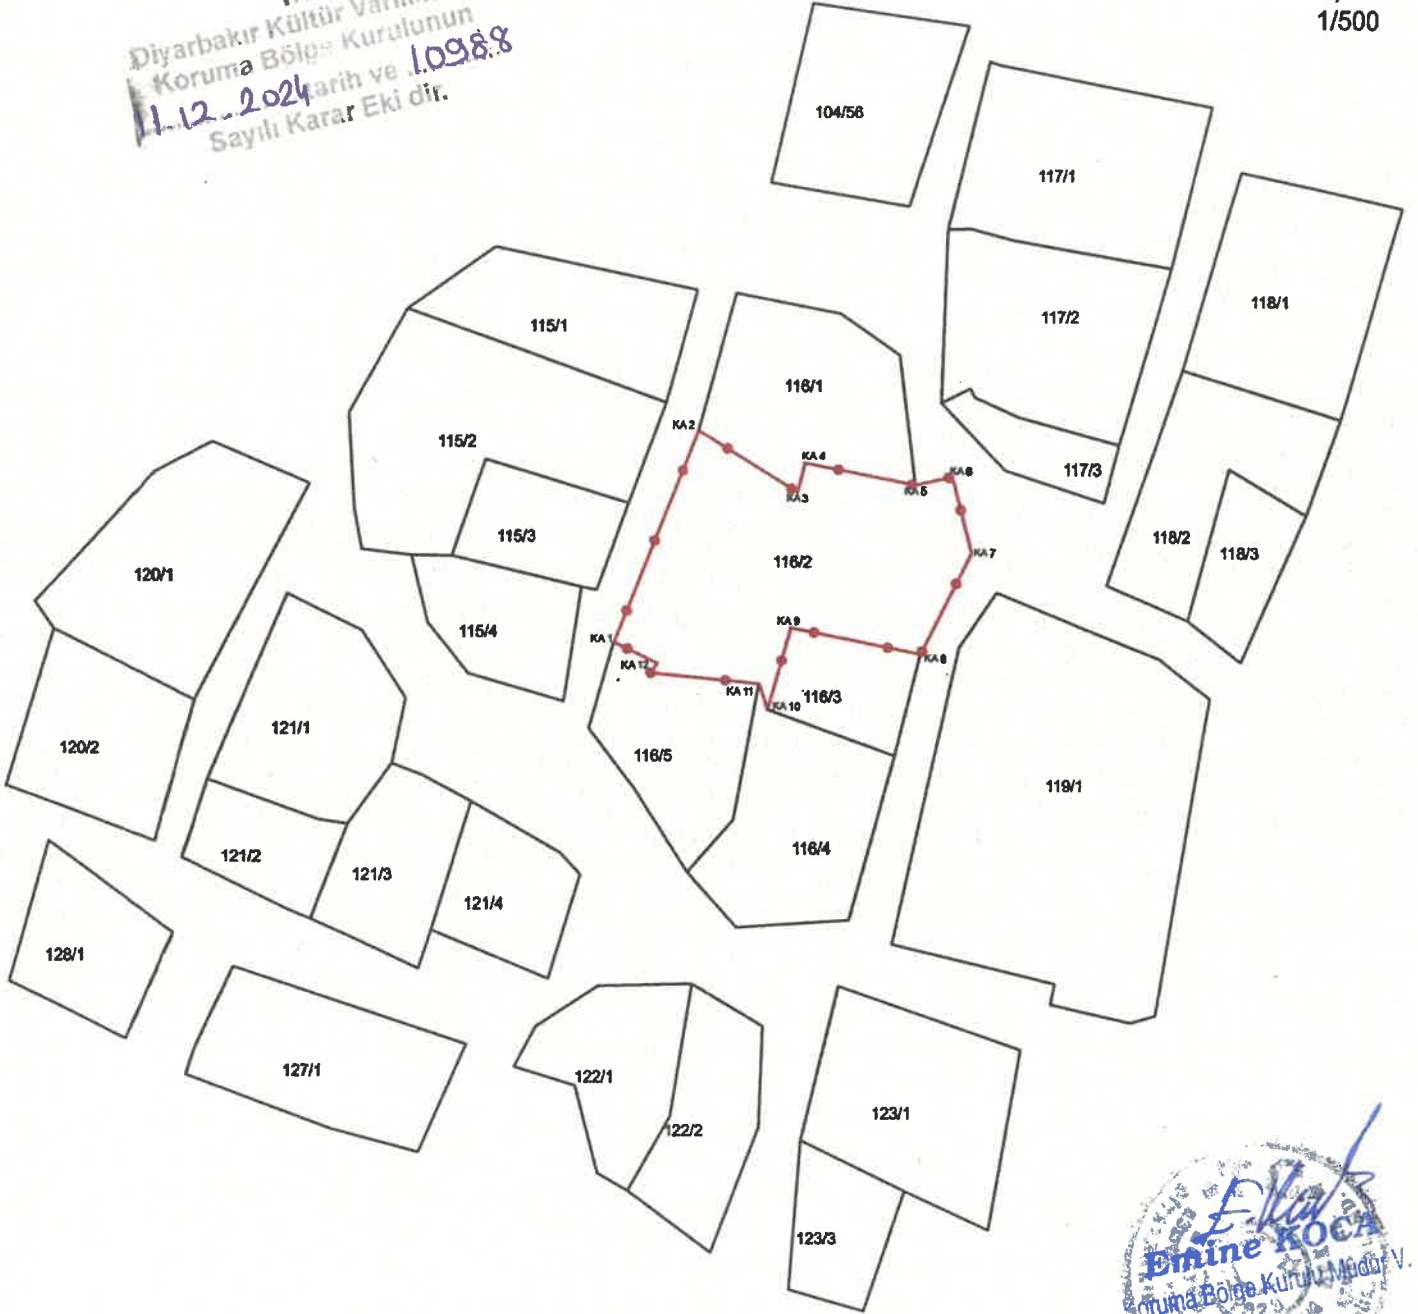 1/500
Diyarbakır Kültür
Koruma Bölge Kurulunun
11.12.2024 tarih ve 10988
Sayılı Karar Eki dir.
104/56
117/1
118/1
117/2
115/1
116/1
KA 2
115/2
KA 4
117/3
KA 6
KA 5
KA 3
115/3
118/2
118/3
KA 7
116/2
120/1
115/4
KA 1
KA 9
KA 8
KA 12
KA 11
116/3
KA 10
121/1
120/2
116/5
119/1
116/4
121/2
121/3
121/4
128/1
127/1
122/1
122/2
123/1
123/3
Emine KOCA
Koruma Bölge Kurulu Müdür V.